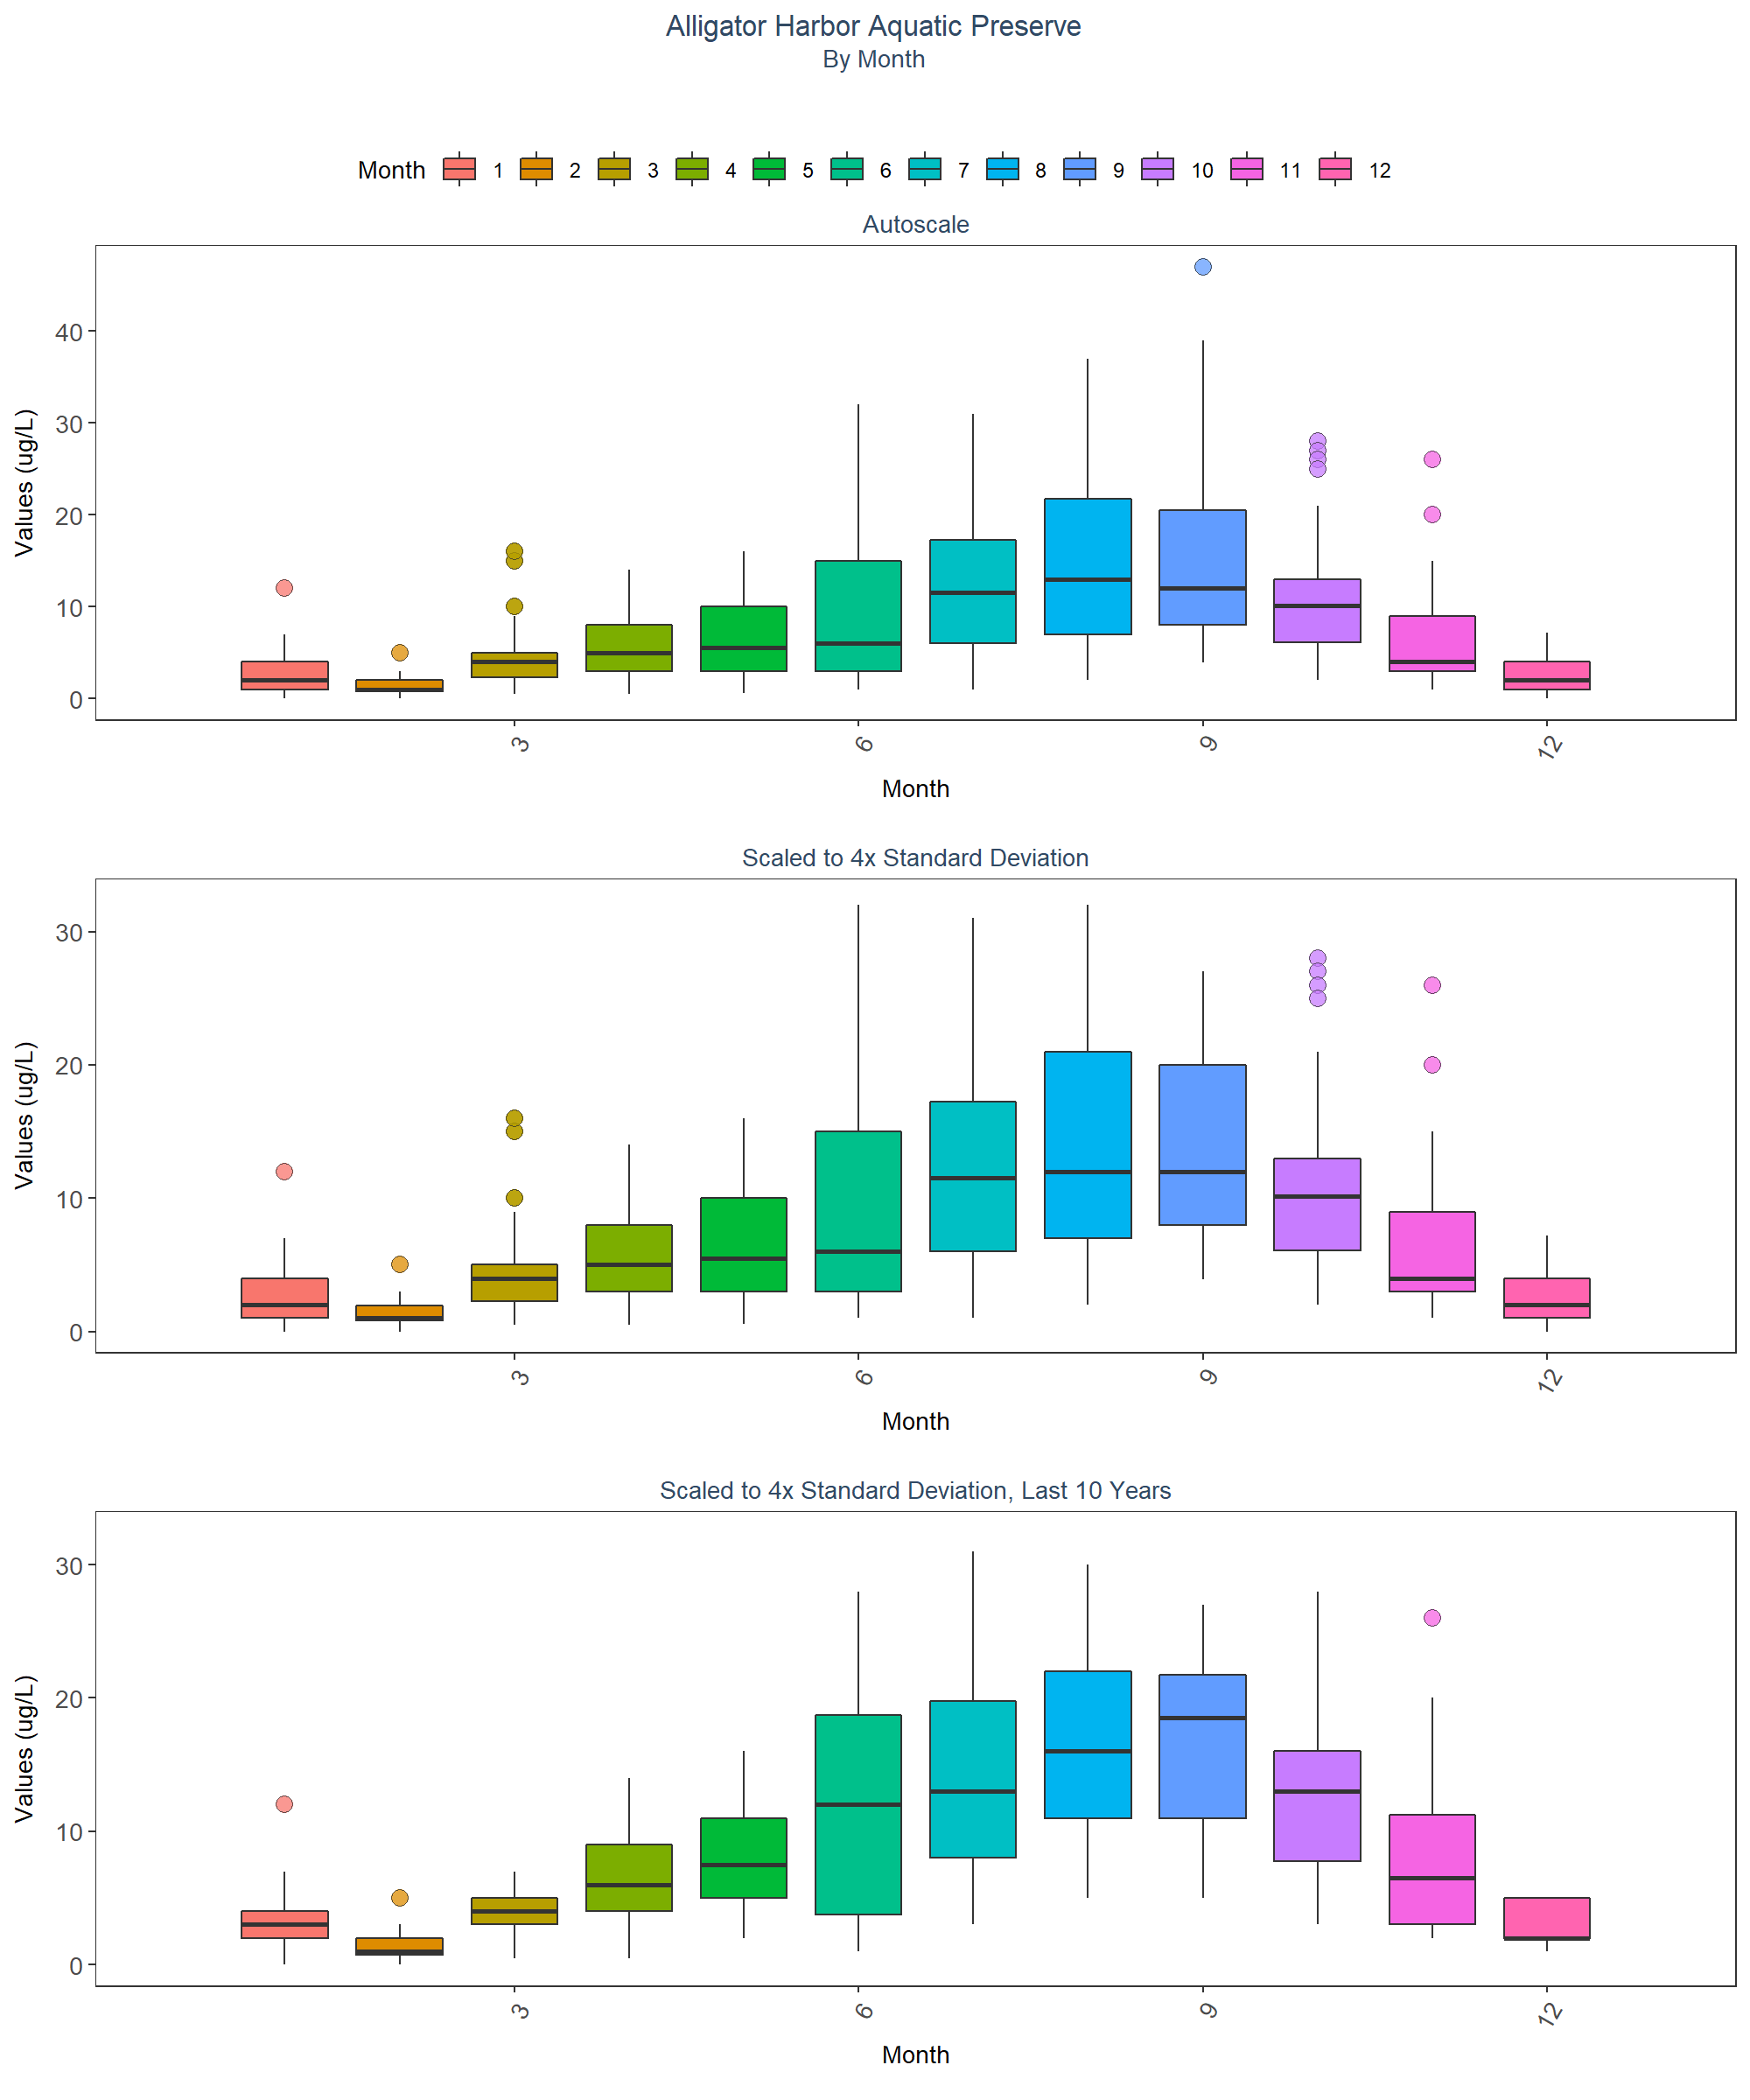 Alligator Harbor Aquatic Preserve
By Month
Month 1 2 3 4 5 6 7 8 9 10 11 12
Autoscale
Values (ug/L)
40
30
20
10
0
3 6 9 12
Month
Scaled to 4x Standard Deviation
Values (ug/L)
30
20
10
0
3 6 9 12
Month
Scaled to 4x Standard Deviation, Last 10 Years
Values (ug/L)
30
20
10
0
3 6 9 12
Month